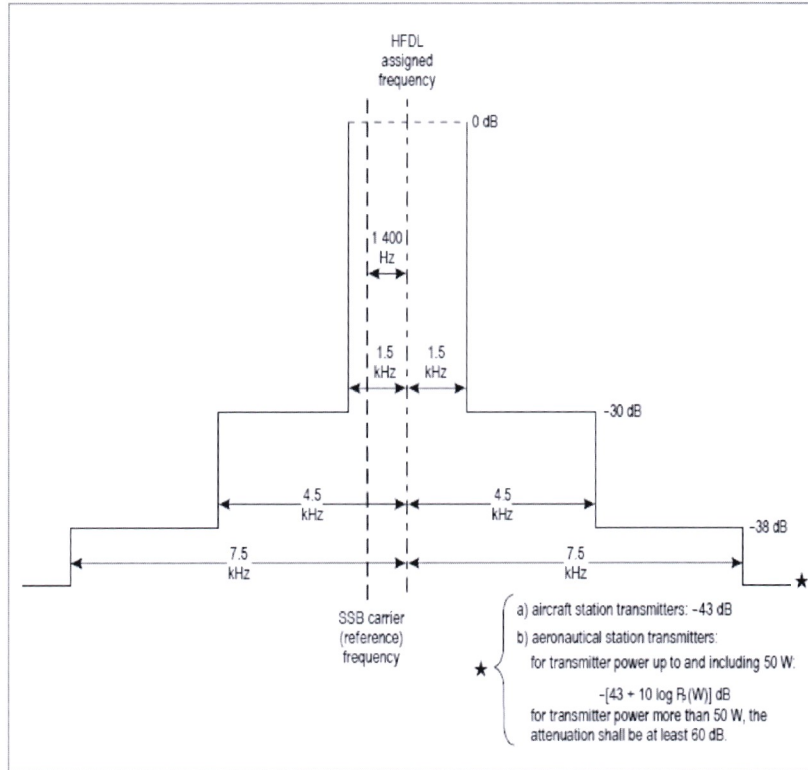 HFDL
assigned
frequency
0 dB
1 400
Hz
1.5
kHz
1.5
kHz
-30 dB
4.5
kHz
4.5
kHz
-38 dB
7.5
kHz
7.5
kHz
★
SSB carrier
(reference)
frequency
★
a) aircraft station transmitters: -43 dB
b) aeronautical station transmitters:
for transmitter power up to and including 50 W:
-[43 + 10 log Pₚ(W)] dB
for transmitter power more than 50 W, the
attenuation shall be at least 60 dB.